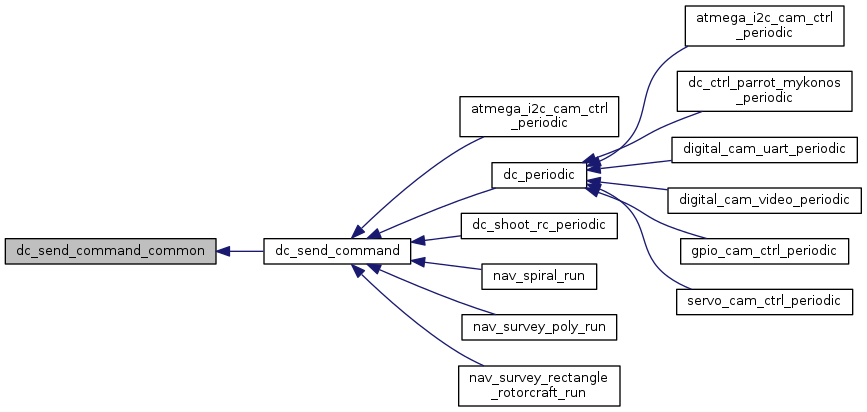 dc_send_command_common
dc_send_command
atmega_i2c_cam_ctrl
_periodic
dc_periodic
dc_shoot_rc_periodic
nav_spiral_run
nav_survey_poly_run
nav_survey_rectangle
_rotorcraft_run
atmega_i2c_cam_ctrl
_periodic
dc_ctrl_parrot_mykonos
_periodic
digital_cam_uart_periodic
digital_cam_video_periodic
gpio_cam_ctrl_periodic
servo_cam_ctrl_periodic